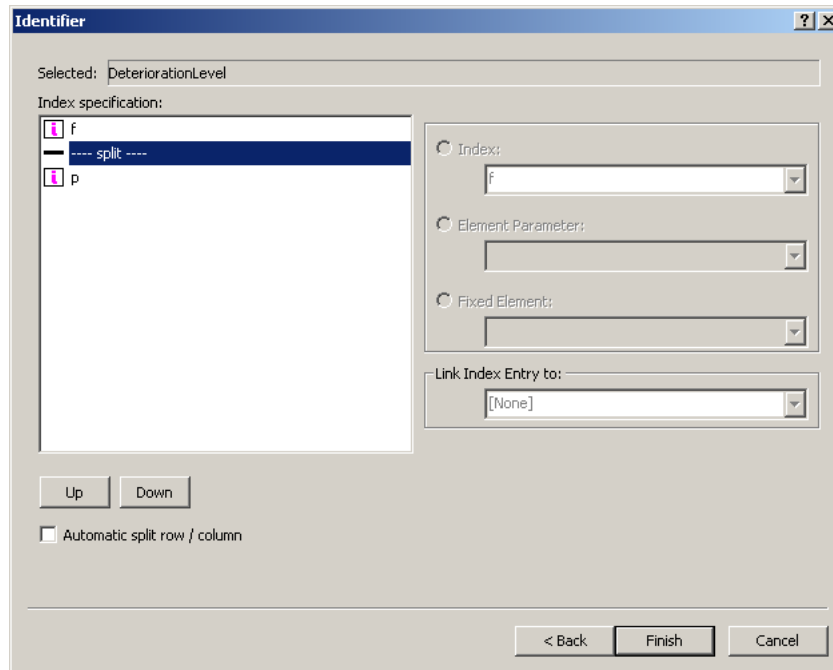 Identifier
Selected: DeteriorationLevel
Index specification:
i f
---- split ----
i p
Index:
f
Element Parameter:
Fixed Element:
Link Index Entry to:
[None]
Up Down
Automatic split row / column
< Back Finish Cancel